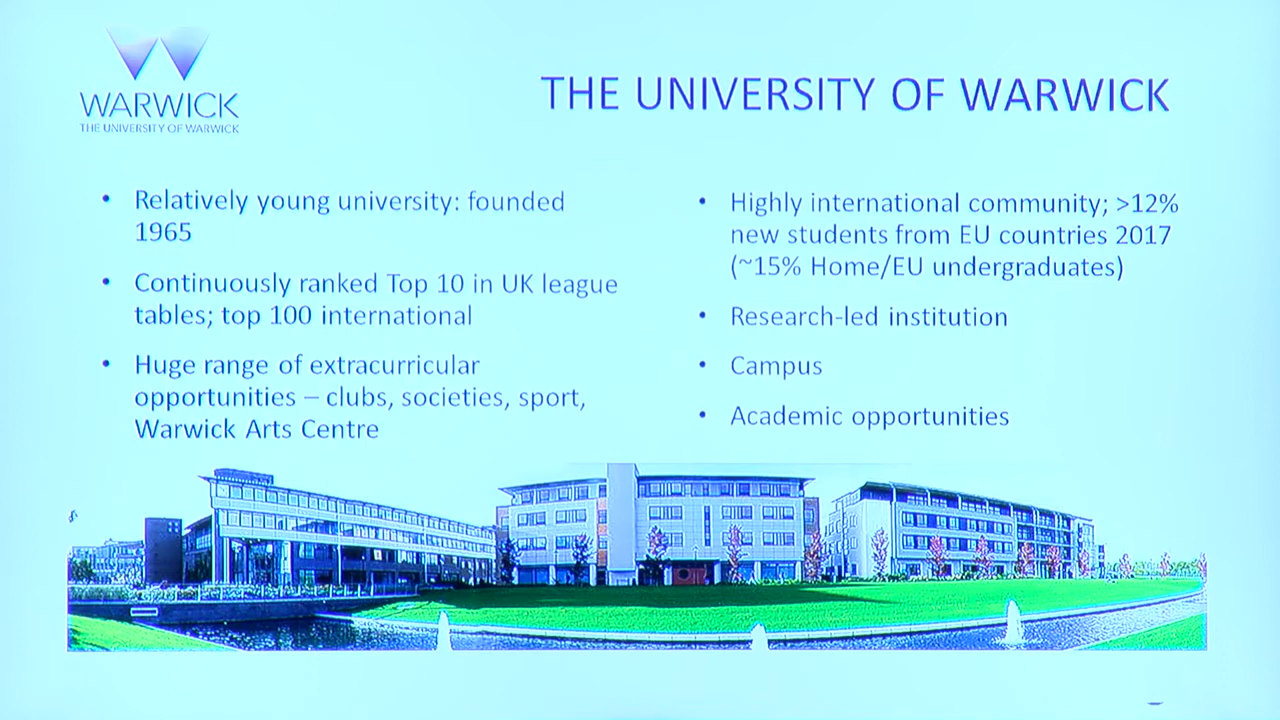 WARWICK
THE UNIVERSITY OF WARWICK
THE UNIVERSITY OF WARWICK
• Relatively young university: founded
1965
• Continuously ranked Top 10 in UK league
tables; top 100 international
• Huge range of extracurricular
opportunities – clubs, societies, sport,
Warwick Arts Centre
• Highly international community; >12%
new students from EU countries 2017
(~15% Home/EU undergraduates)
• Research-led institution
• Campus
• Academic opportunities